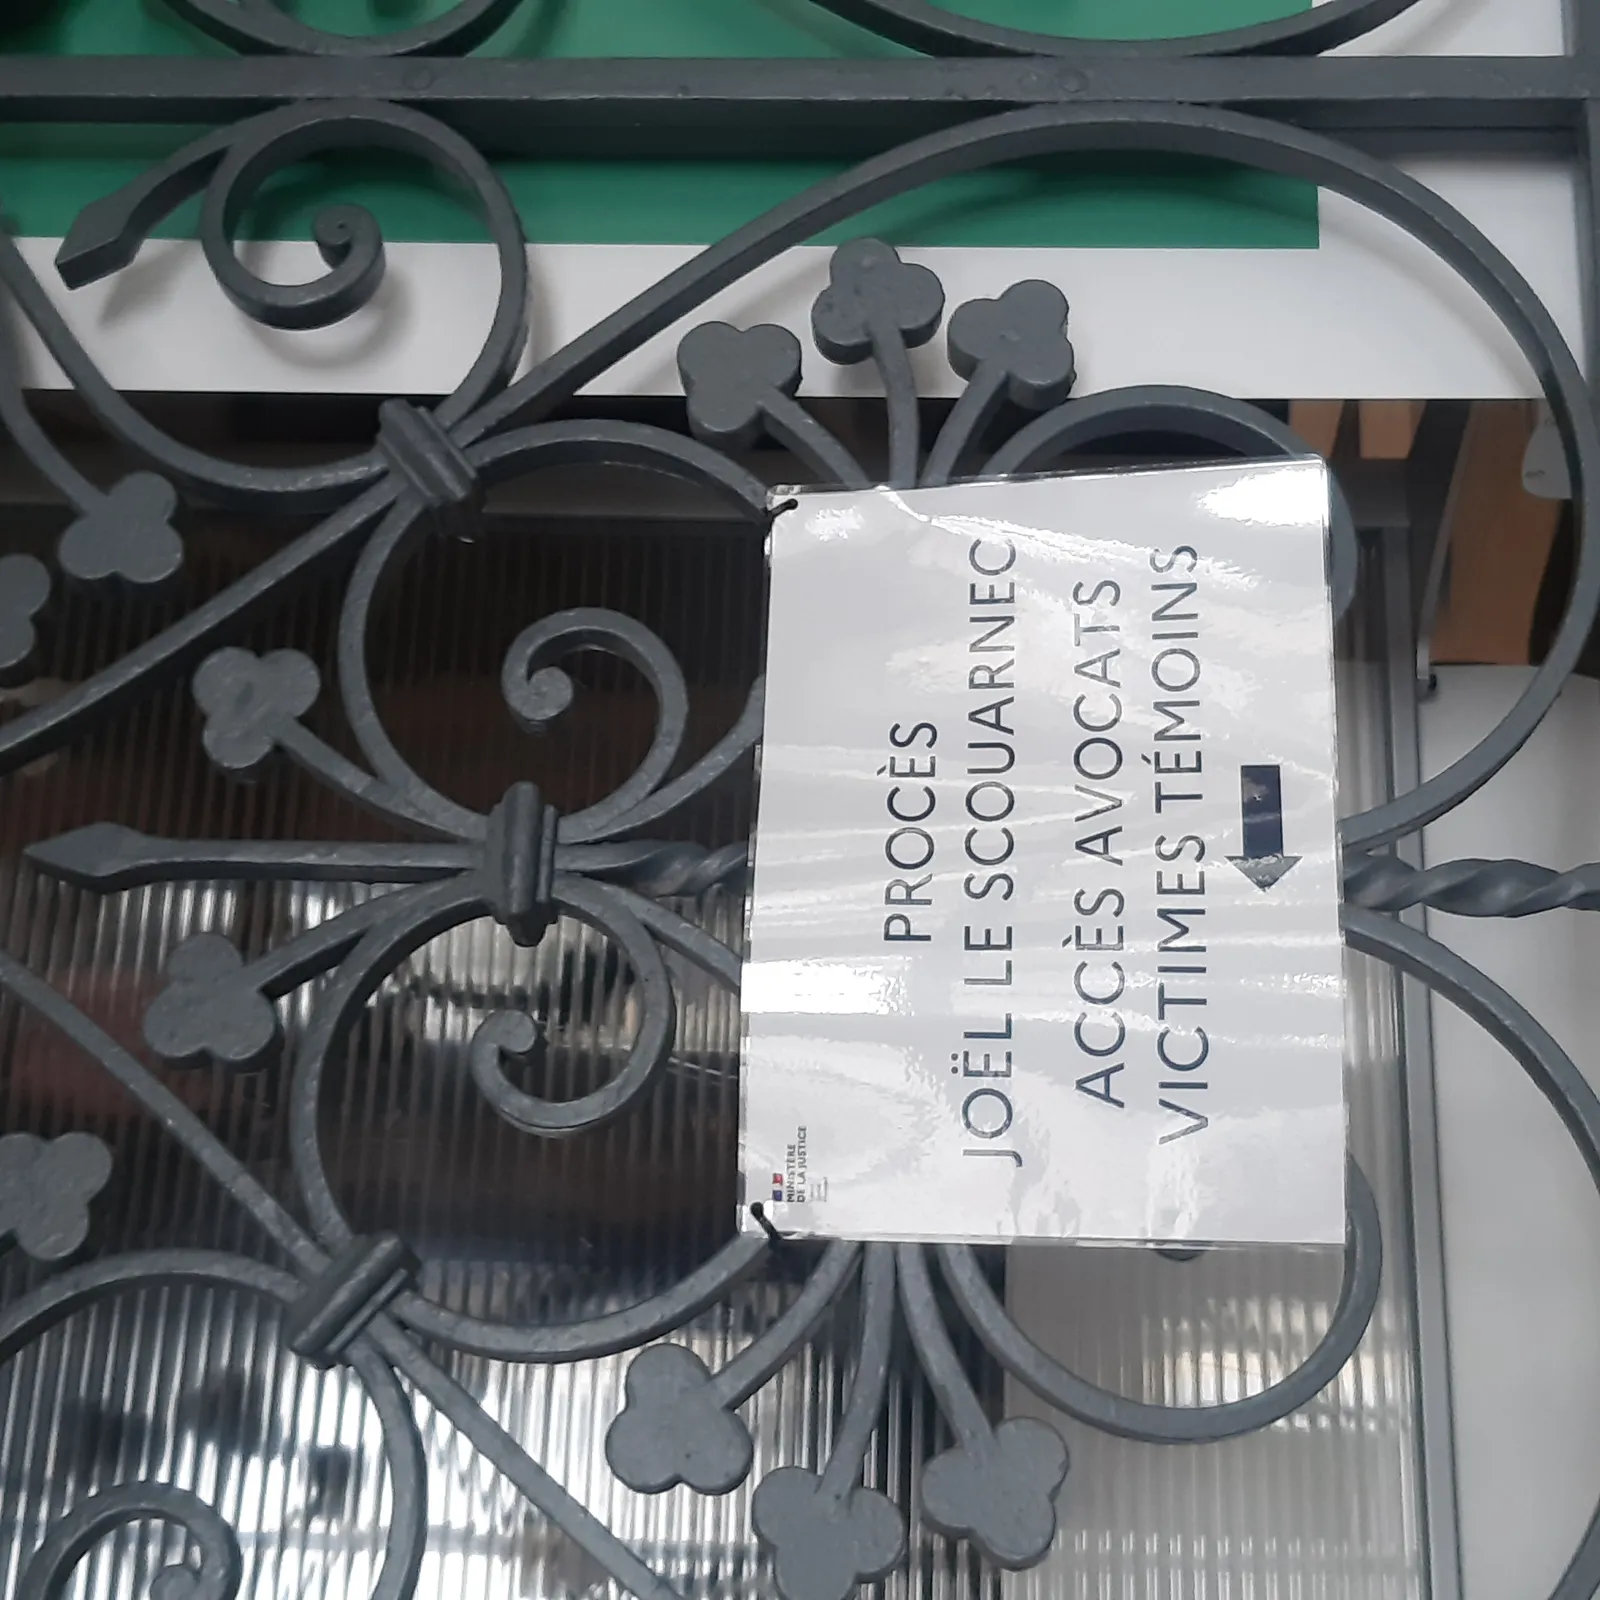 MINISTÈRE
DE LA JUSTICE
PROCÈS
JOËL LE SCOUARNEC
ACCÈS AVOCATS
VICTIMES TÉMOINS